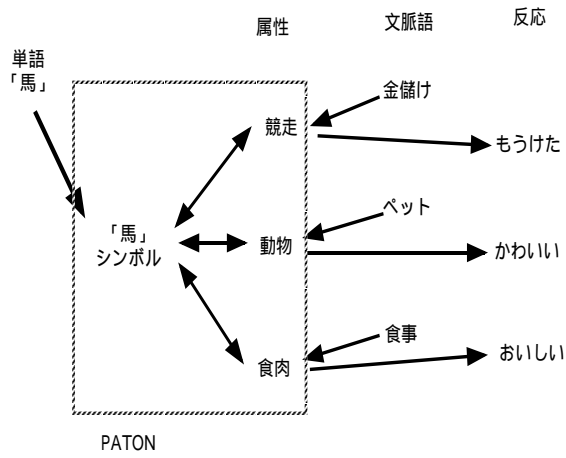 属性
文脈語
反応
単語
「馬」
金儲け
競走
もうけた
ペット
「馬」
シンボル
動物
かわいい
食事
食肉
おいしい
PATON